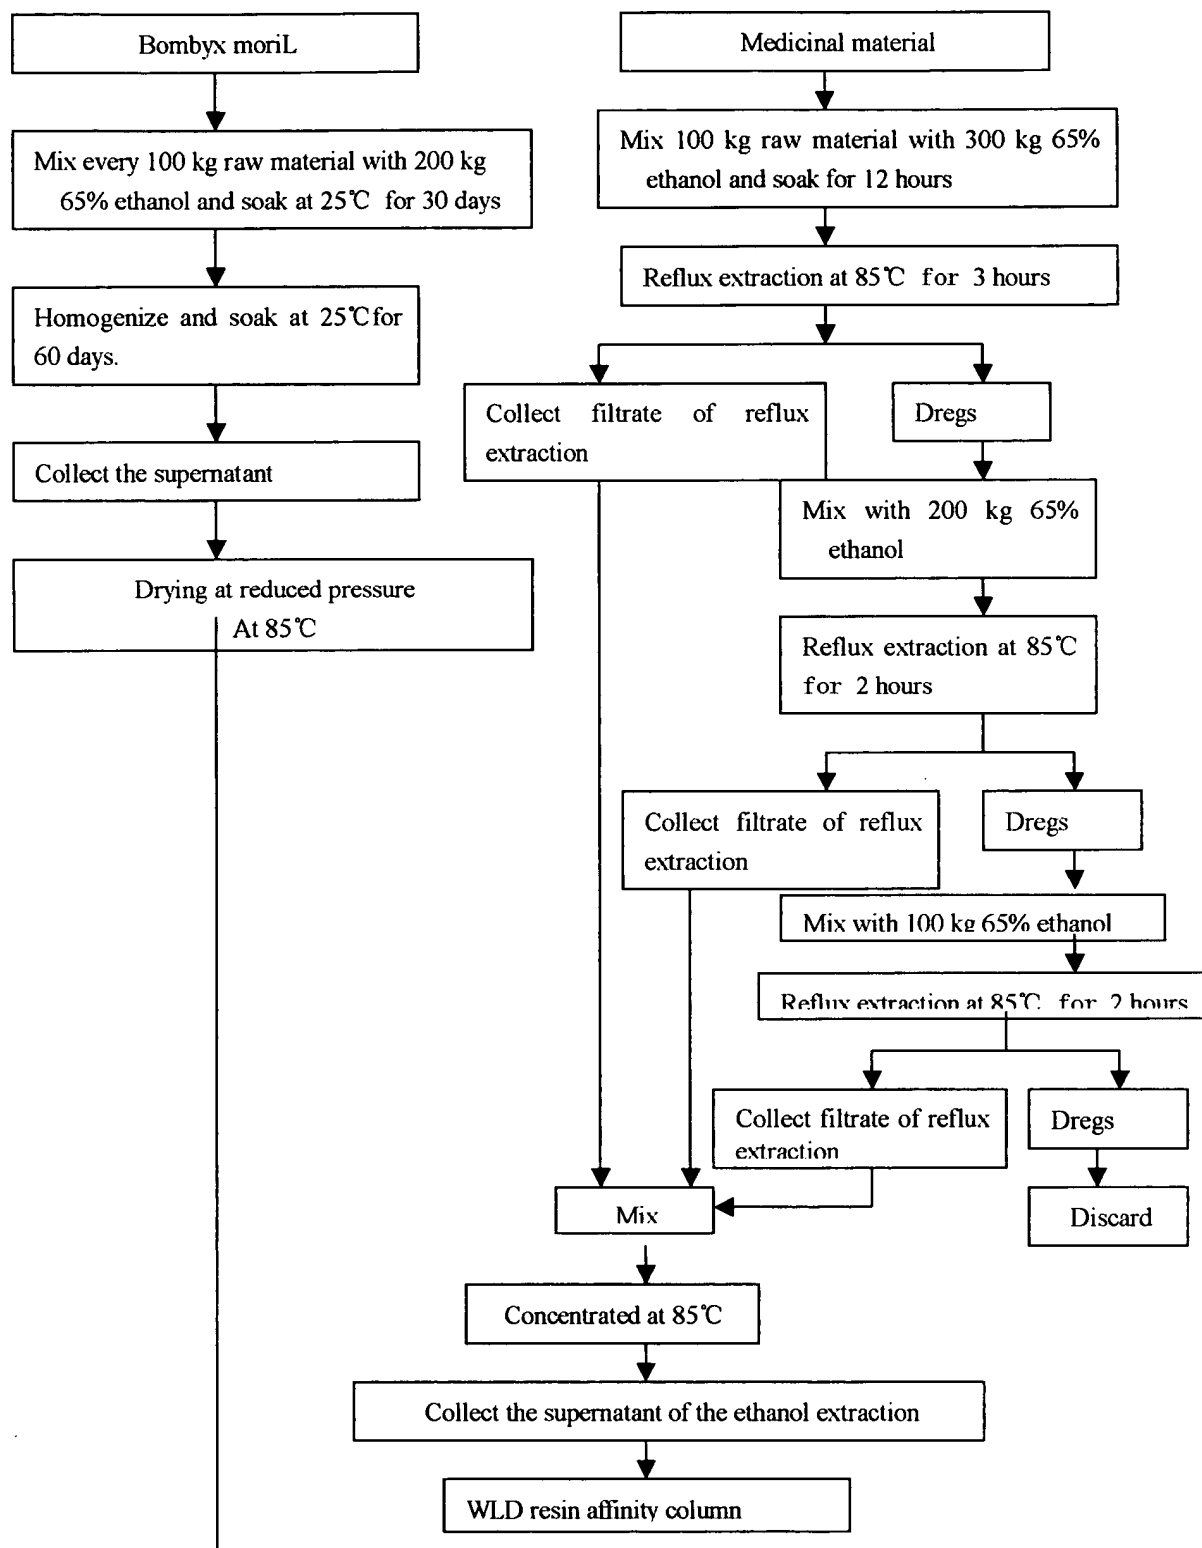 Bombyx moriL
Mix every 100 kg raw material with 200 kg
65% ethanol and soak at 25℃ for 30 days
Homogenize and soak at 25℃for
60 days.
Collect the supernatant
Drying at reduced pressure
At 85℃
Medicinal material
Mix 100 kg raw material with 300 kg 65%
ethanol and soak for 12 hours
Reflux extraction at 85℃ for 3 hours
Collect filtrate of reflux
extraction
Dregs
Mix with 200 kg 65%
ethanol
Reflux extraction at 85℃
for 2 hours
Collect filtrate of reflux
extraction
Dregs
Mix with 100 kg 65% ethanol
Reflux extraction at 85℃ for 2 hours
Collect filtrate of reflux
extraction
Dregs
Discard
Mix
Concentrated at 85℃
Collect the supernatant of the ethanol extraction
WLD resin affinity column